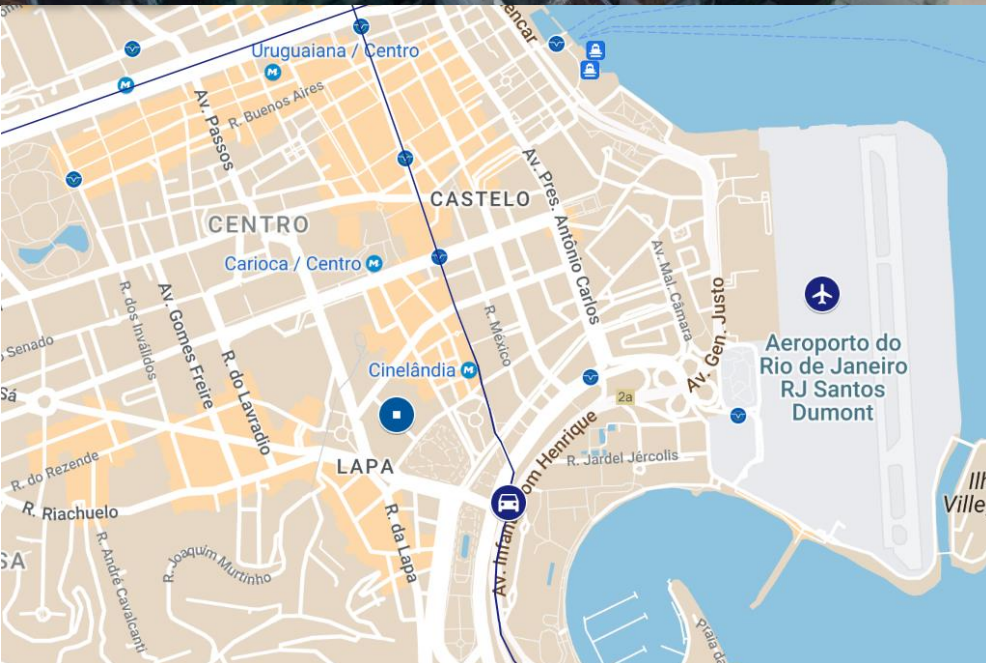 encar
Uruguaiana / Centro
M
M
R. Buenos Aires
Av. Passos
Av. Pres. Antônio Carlos
CASTELO
CENTRO
Carioca / Centro
M
Av. Mal. Câmara
Av. Gen. Justo
R. dos Inválidos
Av. Gomes Freire
R. México
Senado
Sá
Cinelândia
M
R. do Lavradio
2a
Aeroporto do
Rio de Janeiro
RJ Santos
Dumont
om Henrique
R. Jardel Jércolis
LAPA
R. do Rezende
R. Riachuelo
R. da Lapa
Av. Infan
Ilh
Ville
SA
R. André Cavalcanti
R. Joaquim Murtinho
Praia da